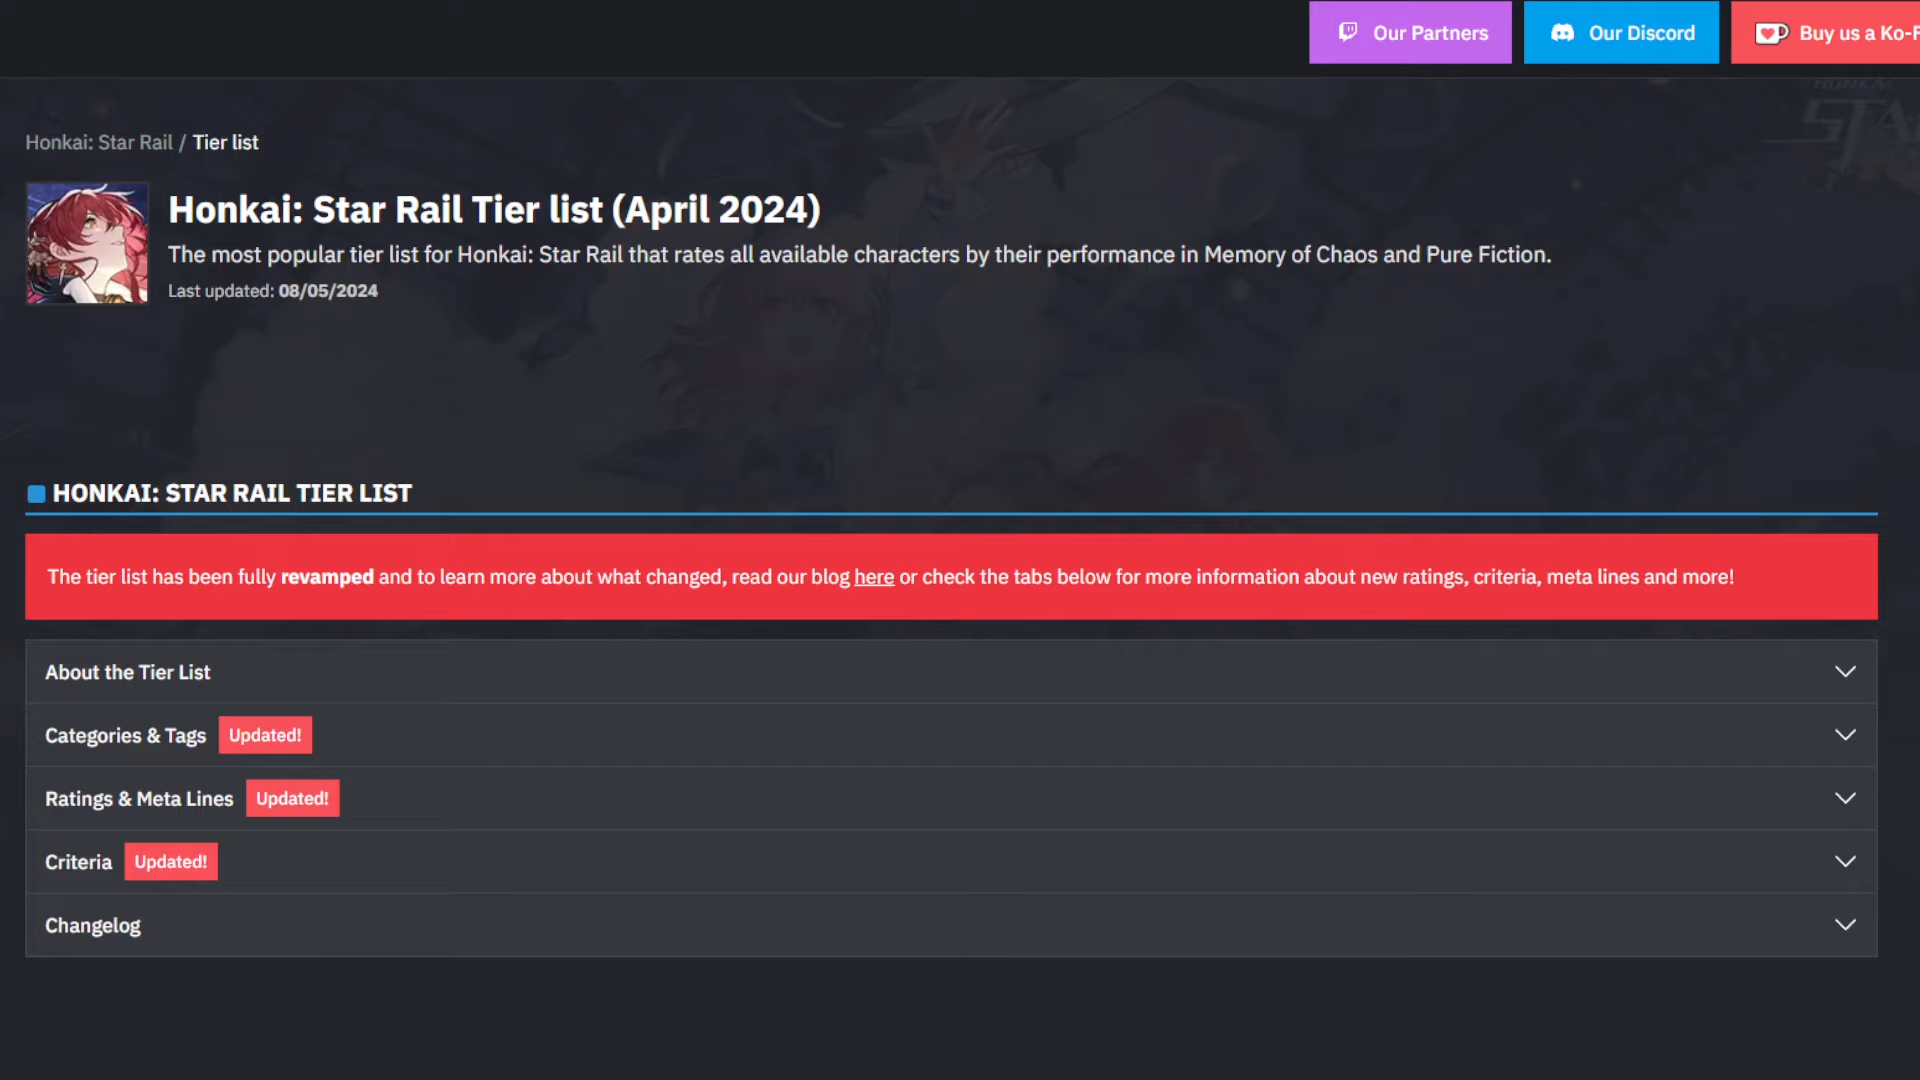 Our Partners
Our Discord
Buy us a Ko-F
HONKAI
STA
Honkai: Star Rail / Tier list
Honkai: Star Rail Tier list (April 2024)
The most popular tier list for Honkai: Star Rail that rates all available characters by their performance in Memory of Chaos and Pure Fiction.
Last updated: 08/05/2024
HONKAI: STAR RAIL TIER LIST
The tier list has been fully revamped and to learn more about what changed, read our blog here or check the tabs below for more information about new ratings, criteria, meta lines and more!
About the Tier List
Categories & Tags Updated!
Ratings & Meta Lines Updated!
Criteria Updated!
Changelog